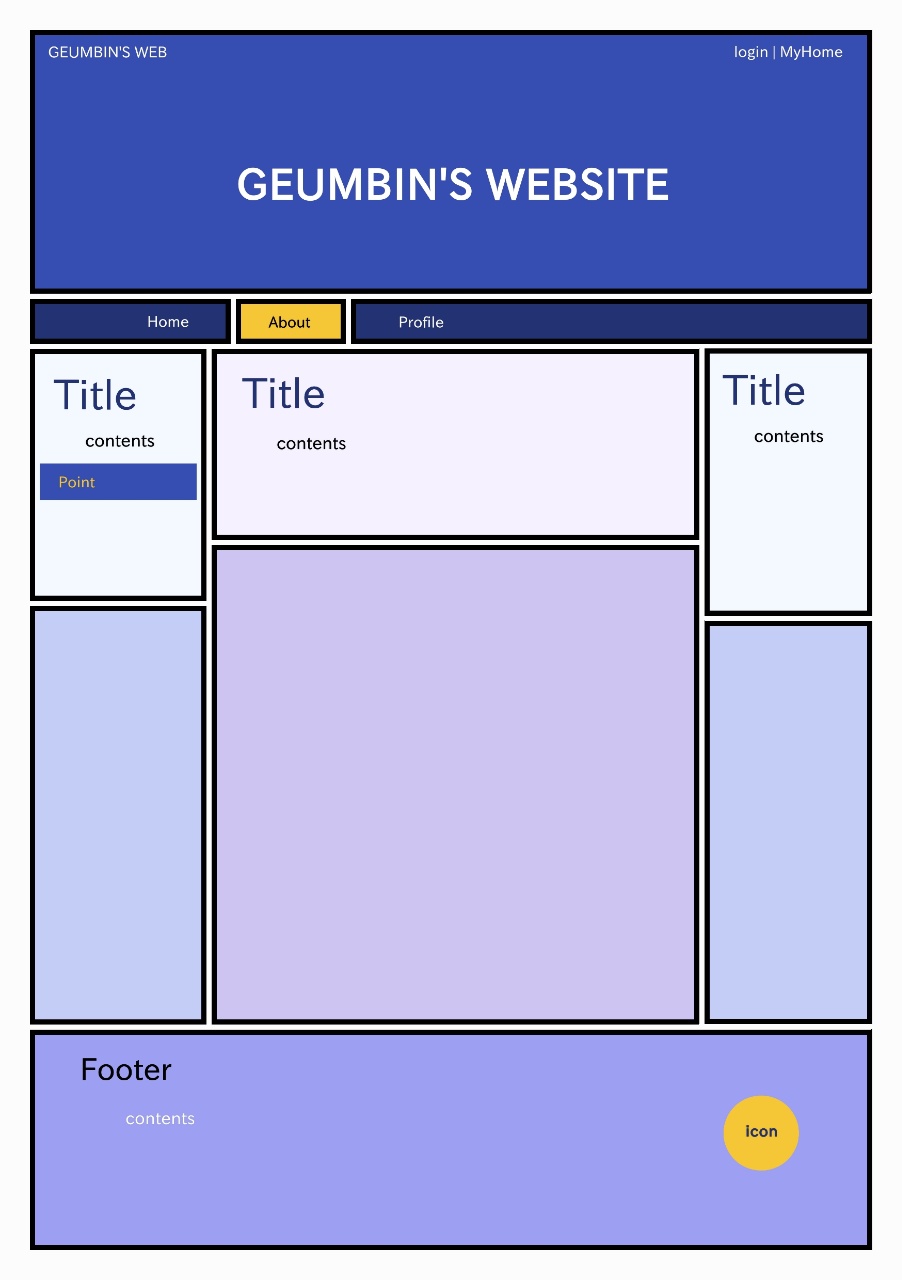 GEUMBIN'S WEB
login | MyHome
GEUMBIN'S WEBSITE
Home
About
Profile
Title
contents
Point
Title
contents
Title
contents
Footer
contents
icon